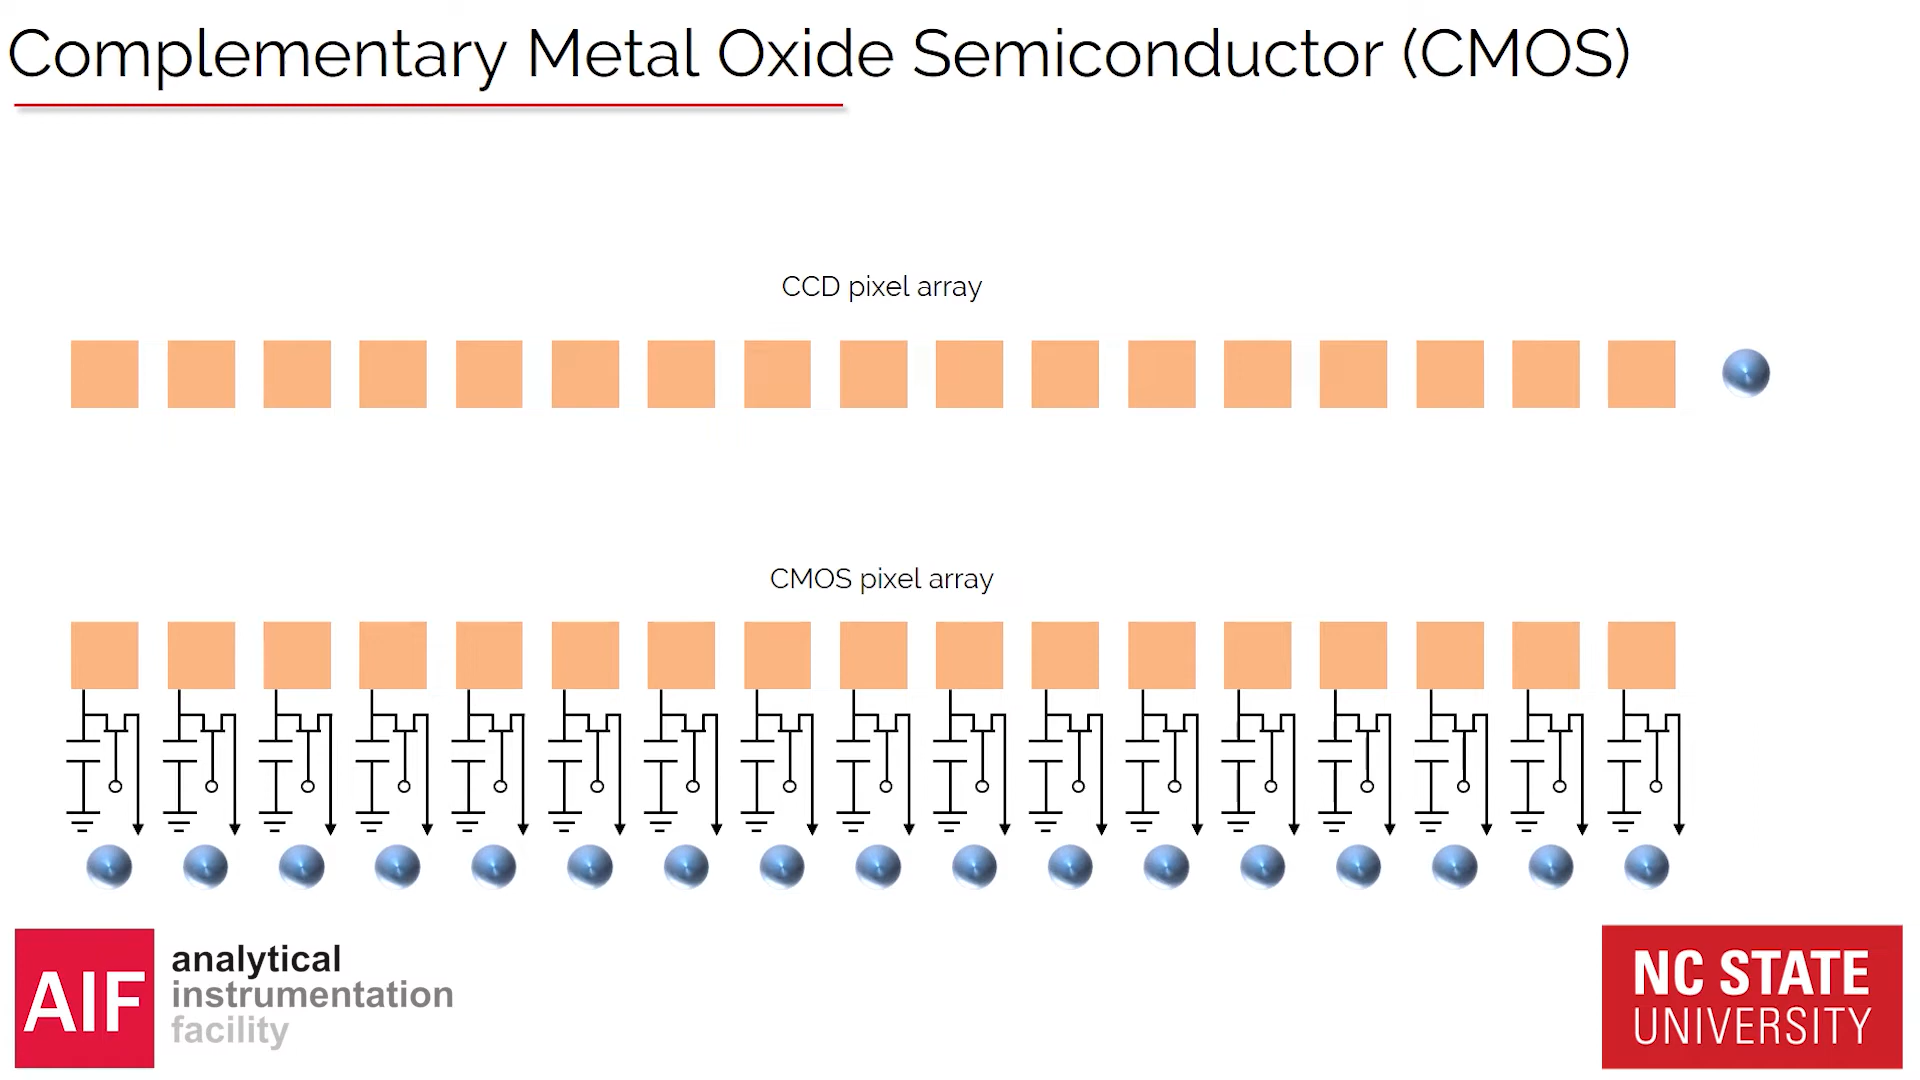 Complementary Metal Oxide Semiconductor (CMOS)
CCD pixel array
CMOS pixel array
AIF
analytical
instrumentation
facility
NC STATE
UNIVERSITY